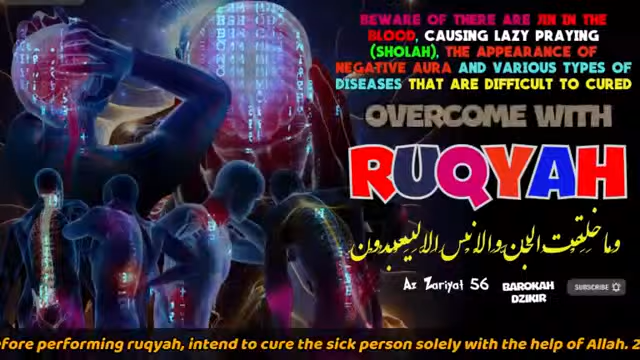 BEWARE OF THERE ARE JIN IN THE
BLOOD, CAUSING LAZY PRAYING
(SHOLAH), THE APPEARANCE OF
NEGATIVE AURA AND VARIOUS TYPES OF
DISEASES THAT ARE DIFFICULT TO CURED
OVERCOME WITH
RUQYAH
وما خلقت الجن والانس الا ليعبدون
Az Zariyat 56
BAROKAH
DZIKIR
SUBSCRIBE
efore performing ruqyah, intend to cure the sick person solely with the help of Allah. 2